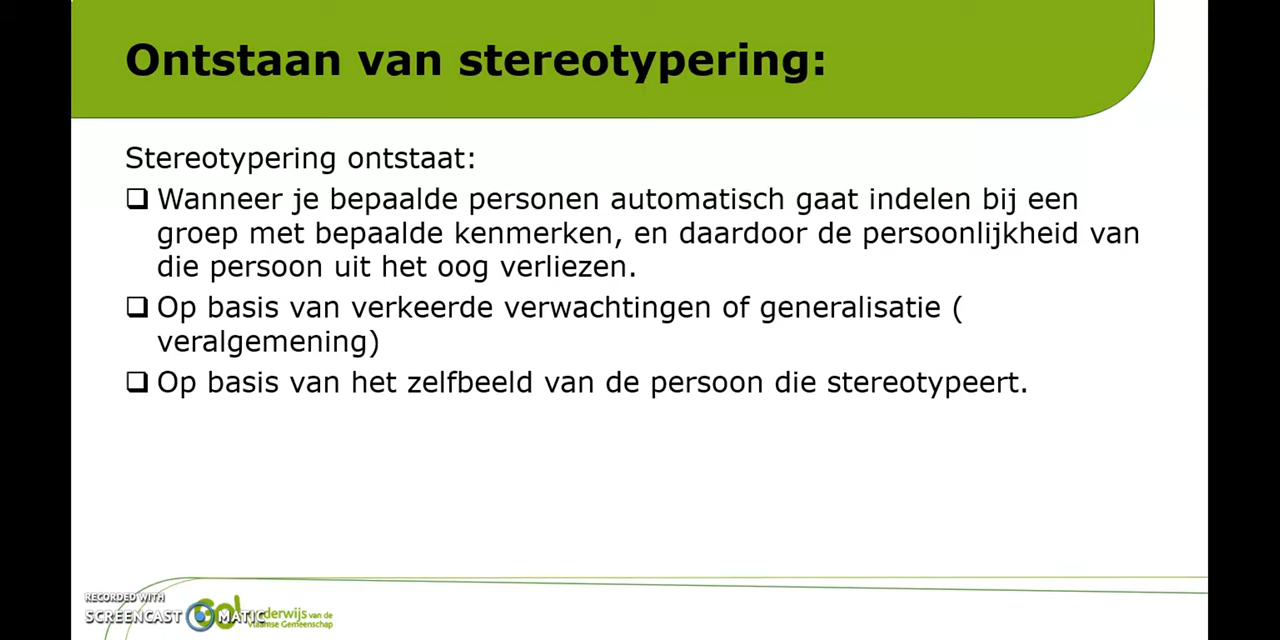 Ontstaan van stereotypering:
Stereotypering ontstaat:
❑ Wanneer je bepaalde personen automatisch gaat indelen bij een
groep met bepaalde kenmerken, en daardoor de persoonlijkheid van
die persoon uit het oog verliezen.
❑ Op basis van verkeerde verwachtingen of generalisatie (
veralgemening)
❑ Op basis van het zelfbeeld van de persoon die stereotypeert.
RECORDED WITH
SCREENCAST MATIC
van de
Vlaamse Gemeenschap